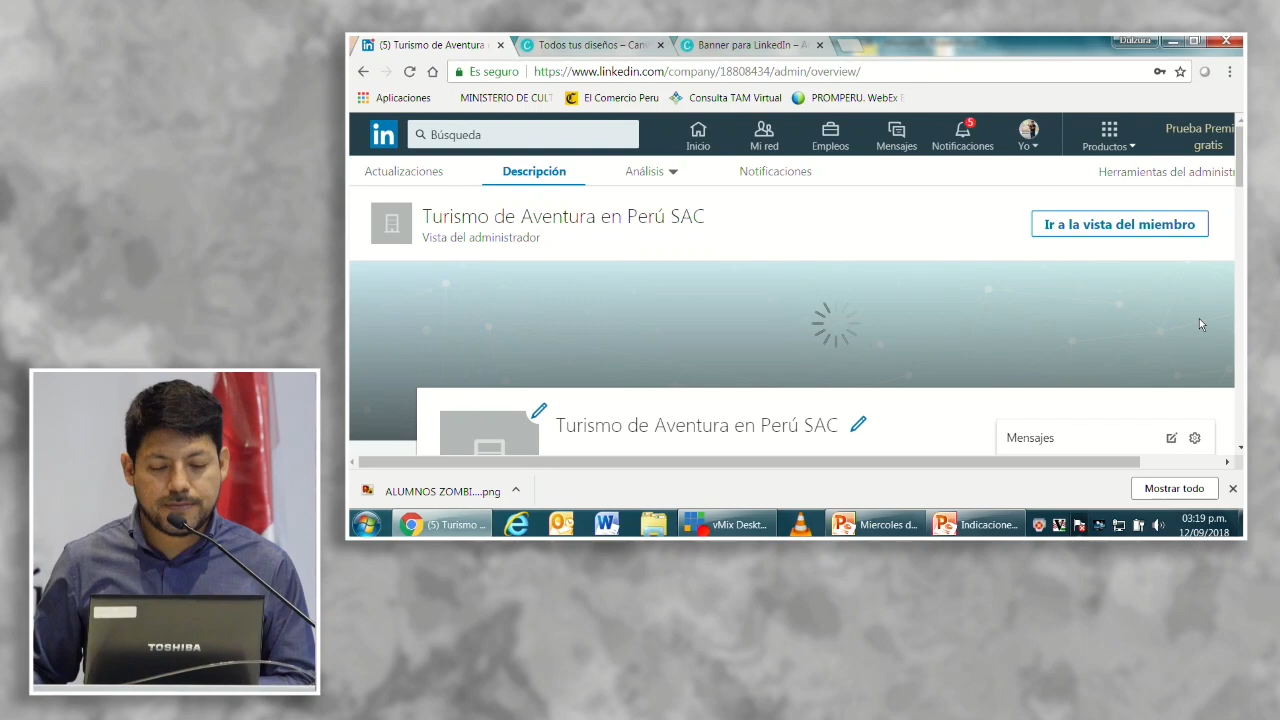 (5) Turismo de Aventura
Todos tus diseños – Can
Banner para LinkedIn – A
Dulzura
Es seguro
https://www.linkedin.com/company/18808434/admin/overview/
Aplicaciones
MINISTERIO DE CULT
El Comercio Peru
Consulta TAM Virtual
PROMPERU. WebEx E
in
Búsqueda
Inicio
Mi red
Empleos
Mensajes
5
Notificaciones
Yo
Productos
Prueba Premi
gratis
Actualizaciones
Descripción
Análisis
Notificaciones
Herramientas del administ
Turismo de Aventura en Perú SAC
Vista del administrador
Ir a la vista del miembro
Turismo de Aventura en Perú SAC
Mensajes
ALUMNOS ZOMBI....png
Mostrar todo
(5) Turismo ...
vMix Deskt...
Miercoles d...
Indicacione...
03:19 p.m.
12/09/2018
TOSHIBA